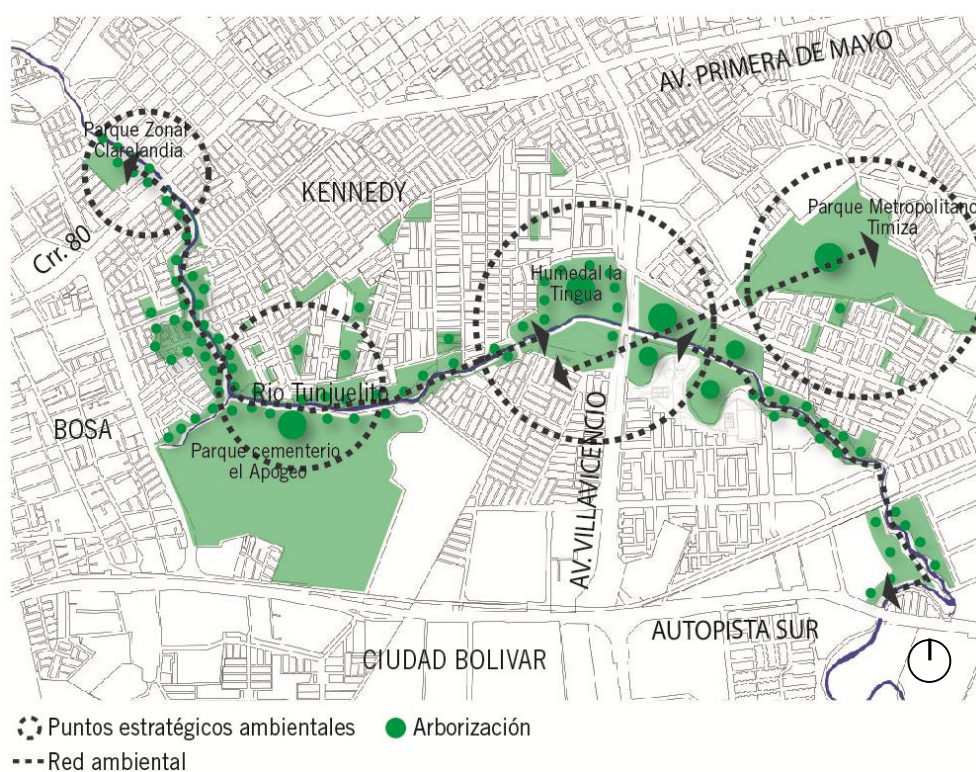 AV. PRIMERA DE MAYO
Parque Zonal
Clarelandia
KENNEDY
Parque Metropolitano
Timiza
Crr. 80
Humedal la
Tingua
Rio Tunjuelito
BOSA
Parque cementerio
el Apogeo
AV. VILLAVICENCIO
AUTOPISTA SUR
CIUDAD BOLIVAR
Puntos estratégicos ambientales
Arborización
Red ambiental